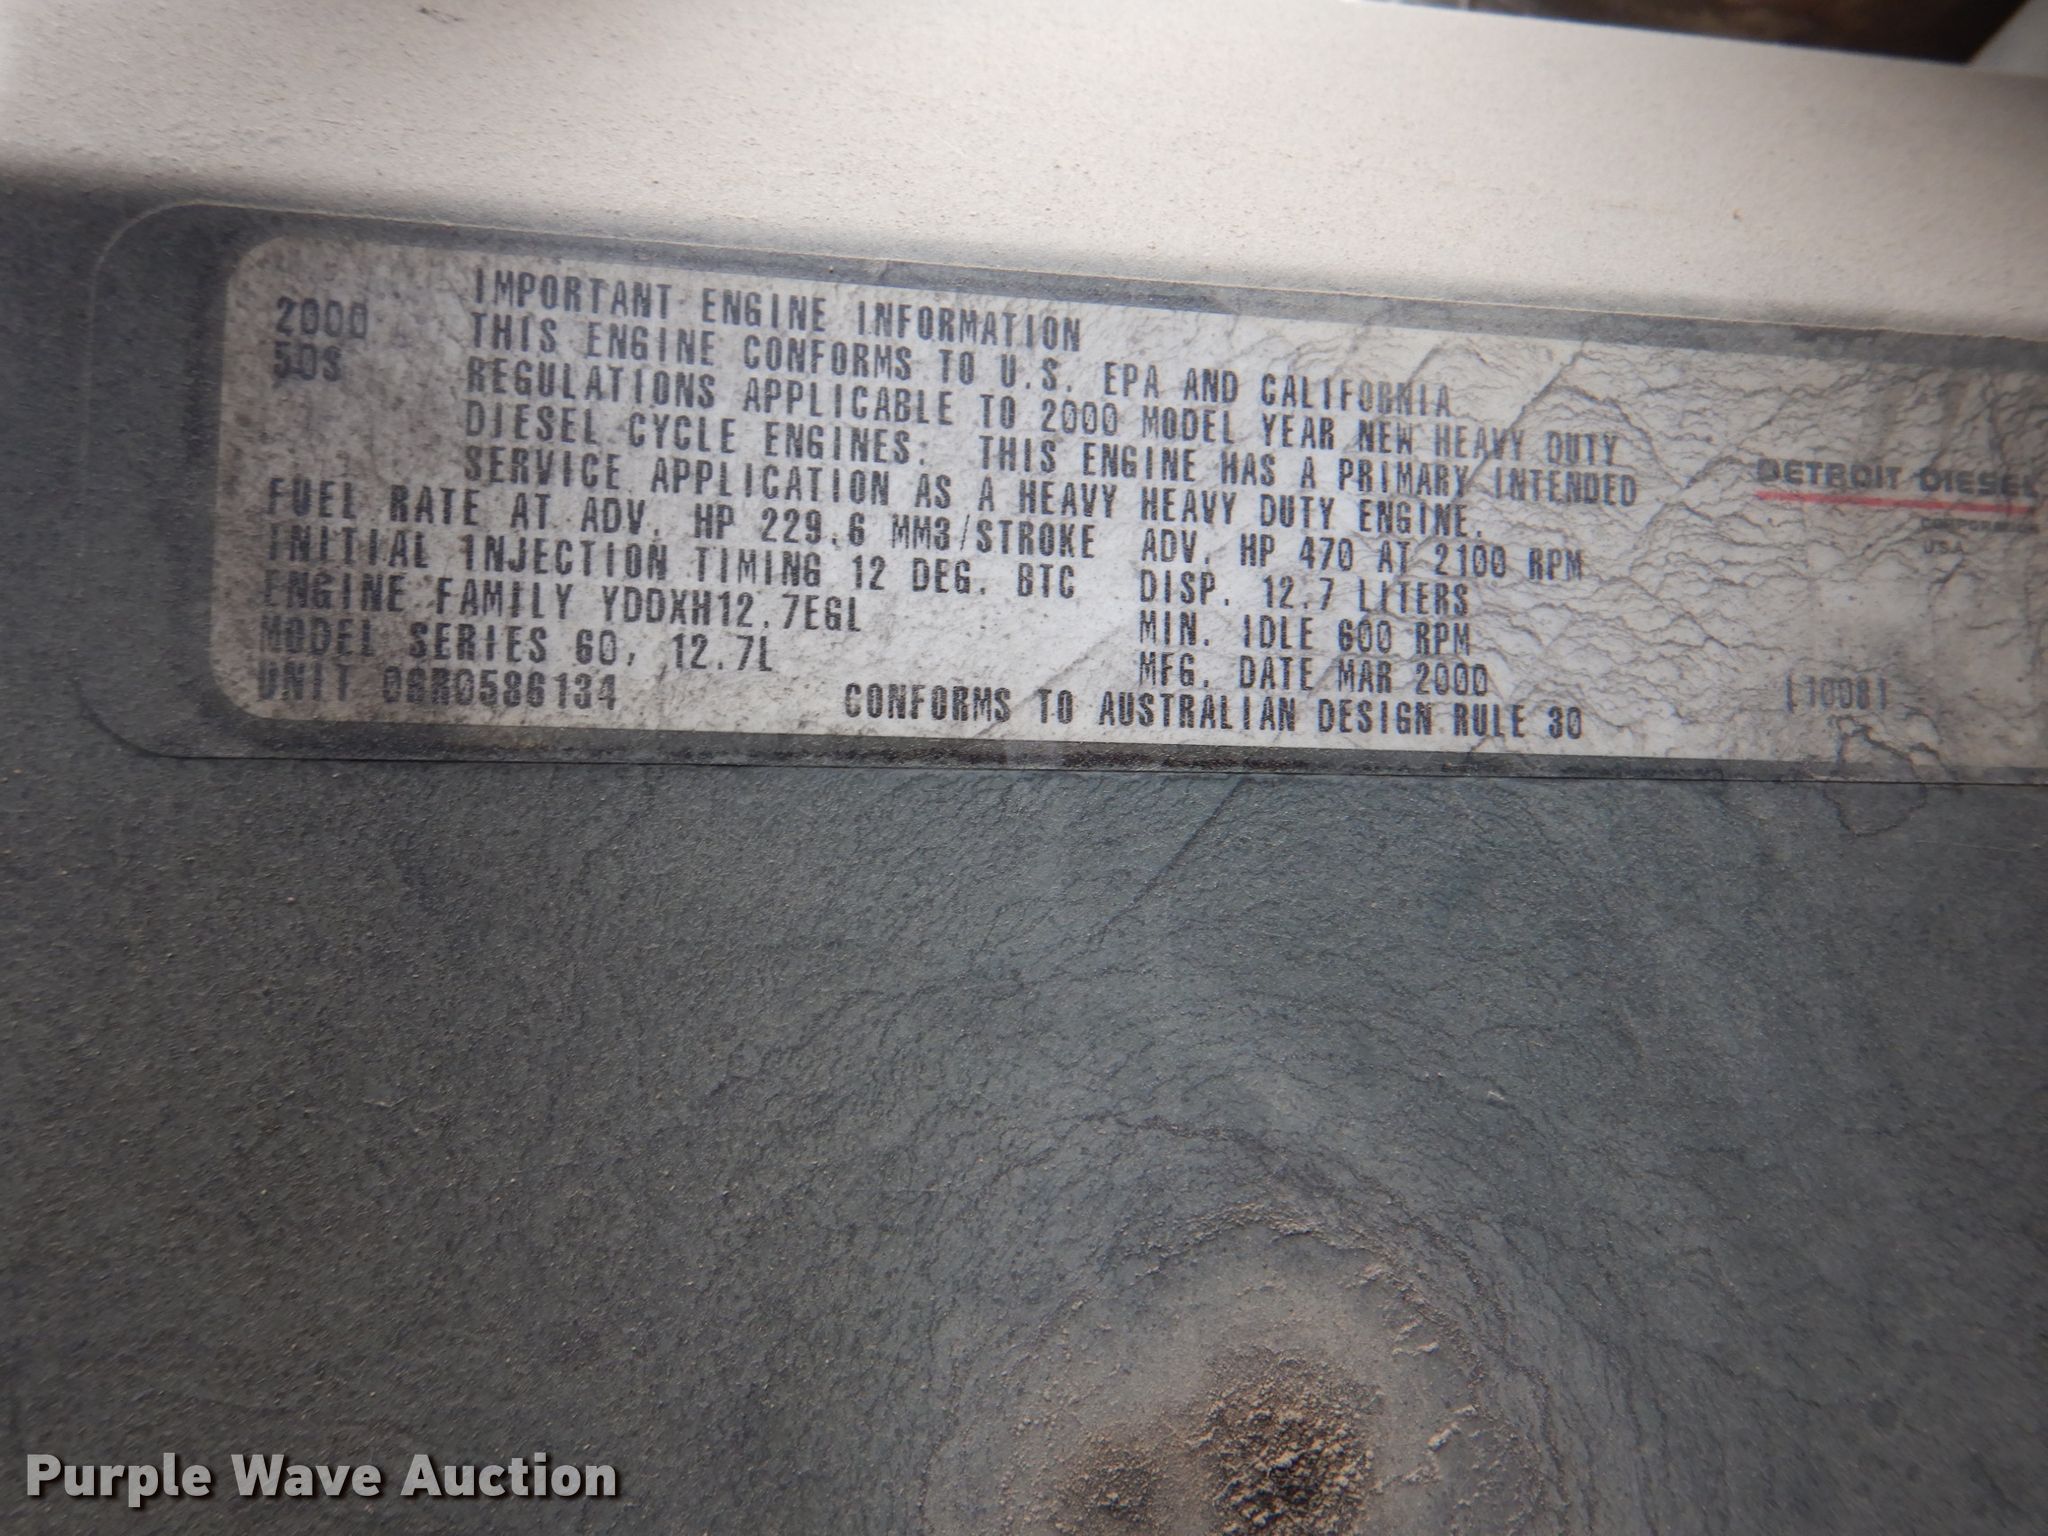 2000
50S
IMPORTANT ENGINE INFORMATION
THIS ENGINE CONFORMS TO U.S. EPA AND CALIFORNIA
REGULATIONS APPLICABLE TO 2000 MODEL YEAR NEW HEAVY DUTY
DIESEL CYCLE ENGINES: THIS ENGINE HAS A PRIMARY INTENDED
SERVICE APPLICATION AS A HEAVY HEAVY DUTY ENGINE.
FUEL RATE AT ADV. HP 229.6 MM3/STROKE ADV. HP 470 AT 2100 RPM
INITIAL INJECTION TIMING 12 DEG. BTC DISP. 12.7 LITERS
ENGINE FAMILY YDDXH12.7EGL MIN. IDLE 600 RPM
MODEL SERIES 60, 12.7L MFG. DATE MAR 2000
UNIT 06R0586134 CONFORMS TO AUSTRALIAN DESIGN RULE 30
DETROIT DIESEL
CORPORATION
USA
[1008]
Purple Wave Auction